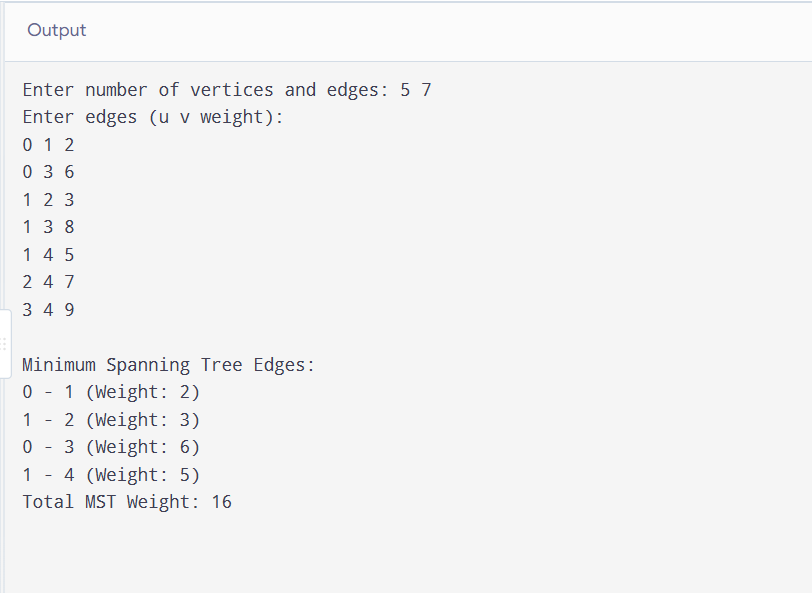 Output
Enter number of vertices and edges: 5 7
Enter edges (u v weight):
0 1 2
0 3 6
1 2 3
1 3 8
1 4 5
2 4 7
3 4 9
Minimum Spanning Tree Edges:
0 - 1 (Weight: 2)
1 - 2 (Weight: 3)
0 - 3 (Weight: 6)
1 - 4 (Weight: 5)
Total MST Weight: 16